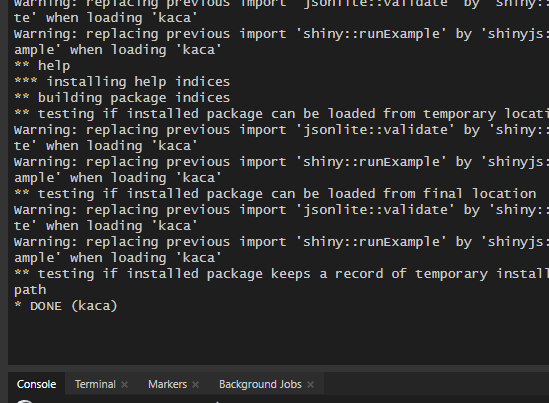 Warning: replacing previous import 'jsonlite::validate' by 'shiny::
te' when loading 'kaca'
Warning: replacing previous import 'shiny::runExample' by 'shinyjs:
ample' when loading 'kaca'
** help
*** installing help indices
** building package indices
** testing if installed package can be loaded from temporary locati
Warning: replacing previous import 'jsonlite::validate' by 'shiny::
te' when loading 'kaca'
Warning: replacing previous import 'shiny::runExample' by 'shinyjs:
ample' when loading 'kaca'
** testing if installed package can be loaded from final location
Warning: replacing previous import 'jsonlite::validate' by 'shiny::
te' when loading 'kaca'
Warning: replacing previous import 'shiny::runExample' by 'shinyjs:
ample' when loading 'kaca'
** testing if installed package keeps a record of temporary install
path
* DONE (kaca)
Console Terminal Markers Background Jobs